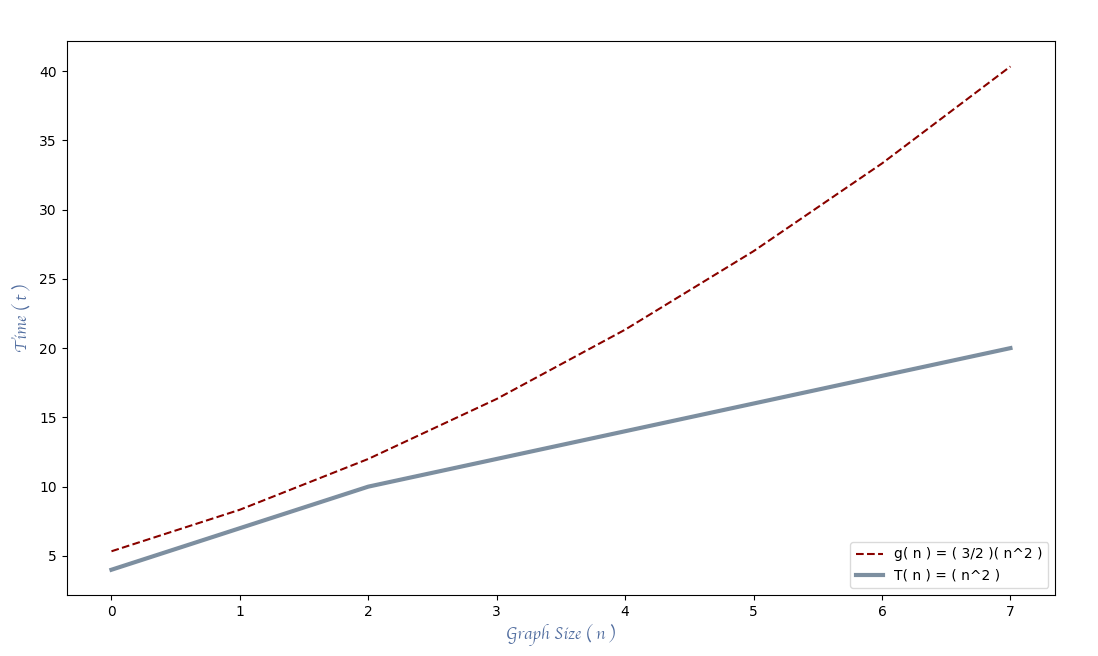 40
35
30
25
20
15
10
5
Time ( t )
0 1 2 3 4 5 6 7
Graph Size ( n )
g( n ) = ( 3/2 )( n^2 )
T( n ) = ( n^2 )